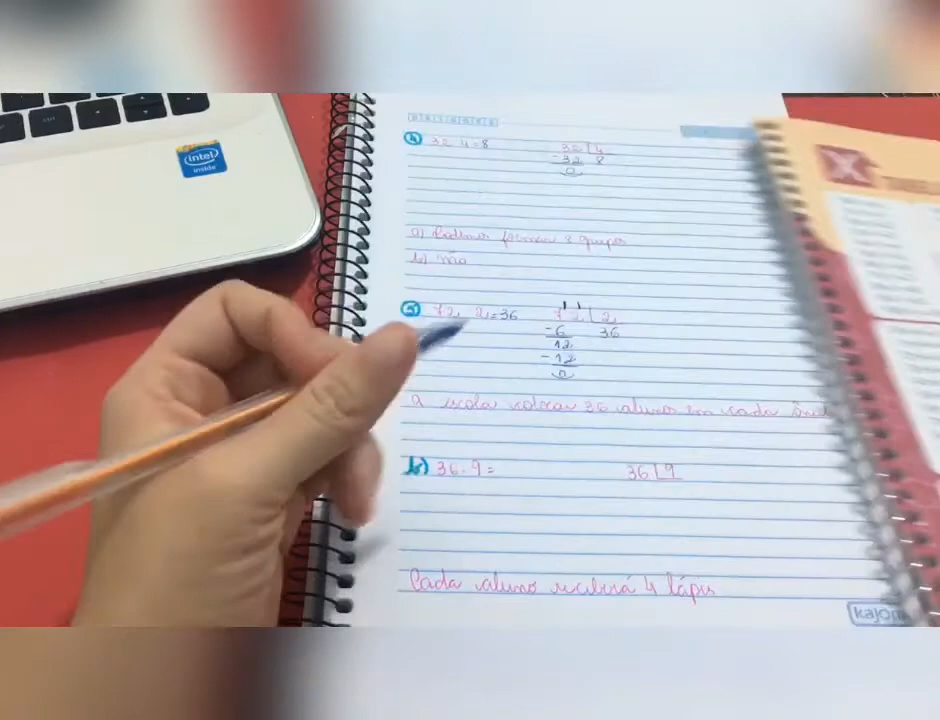 intel
inside
4) 32 4=8
32 4
-32 8
0
a) Podemos formar 8 grupos
b) não
5) 72 2=36
72 2
-6 36
12
-12
0
a escola colocar 36 alunos em cada
6) 36 . 9 =
36 9
Cada aluno receberá 4 lápis
kajoma